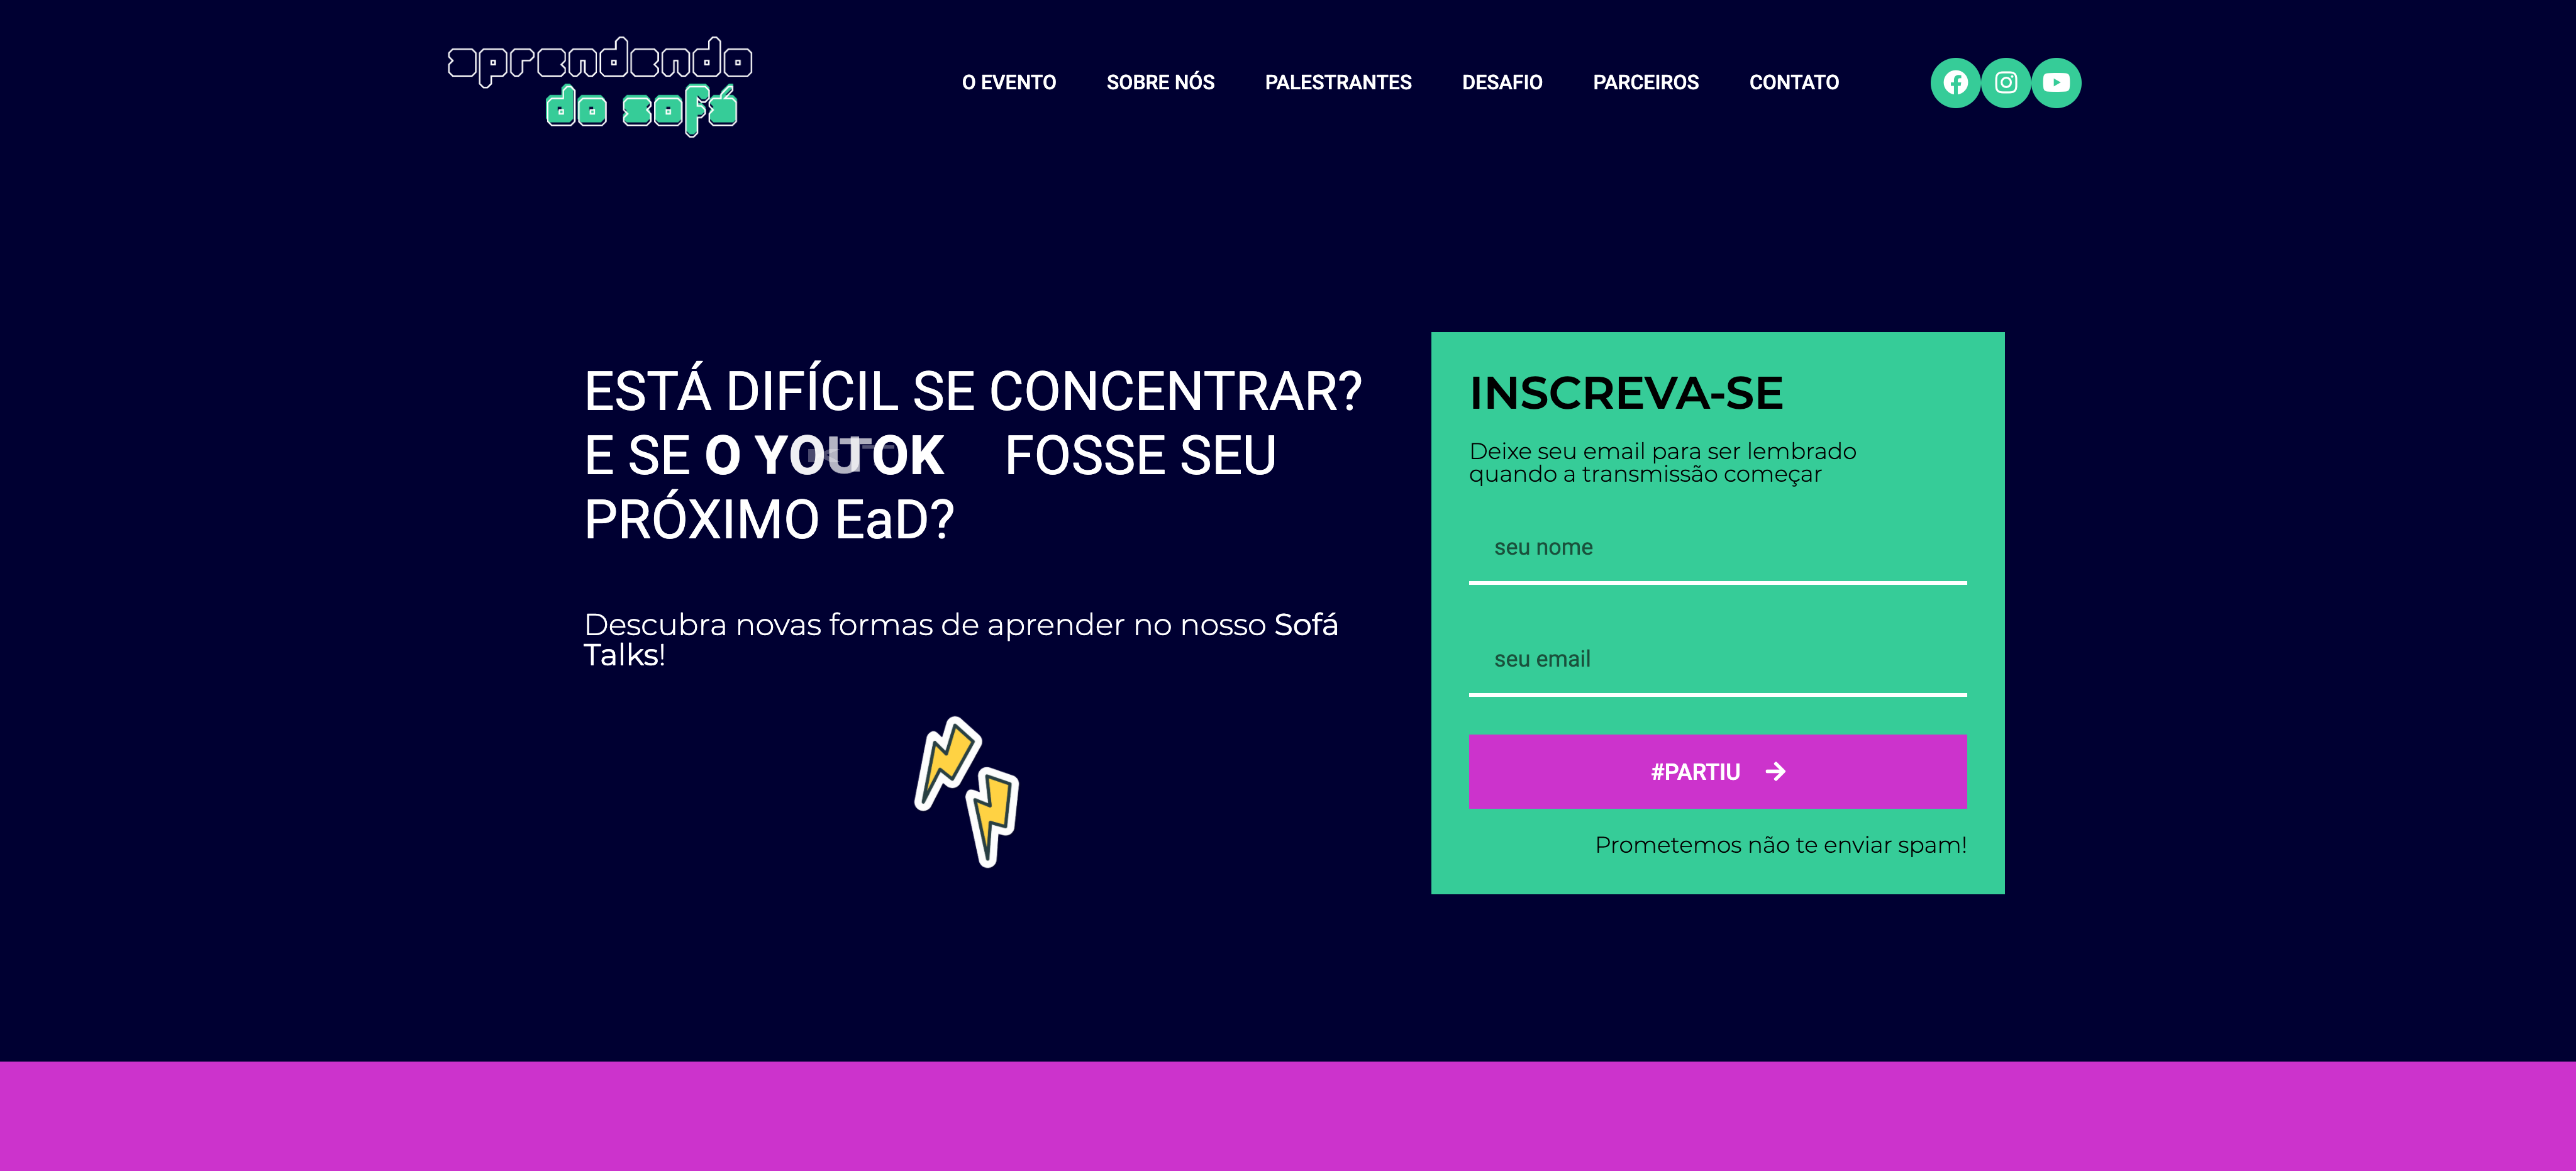 aprendendo
do sofá
O EVENTO
SOBRE NÓS
PALESTRANTES
DESAFIO
PARCEIROS
CONTATO
ESTÁ DIFÍCIL SE CONCENTRAR?
E SE O FOSSE SEU
PRÓXIMO EaD?
Descubra novas formas de aprender no nosso Sofá
Talks!
INSCREVA-SE
Deixe seu email para ser lembrado
quando a transmissão começar
seu nome
seu email
#PARTIU
Prometemos não te enviar spam!